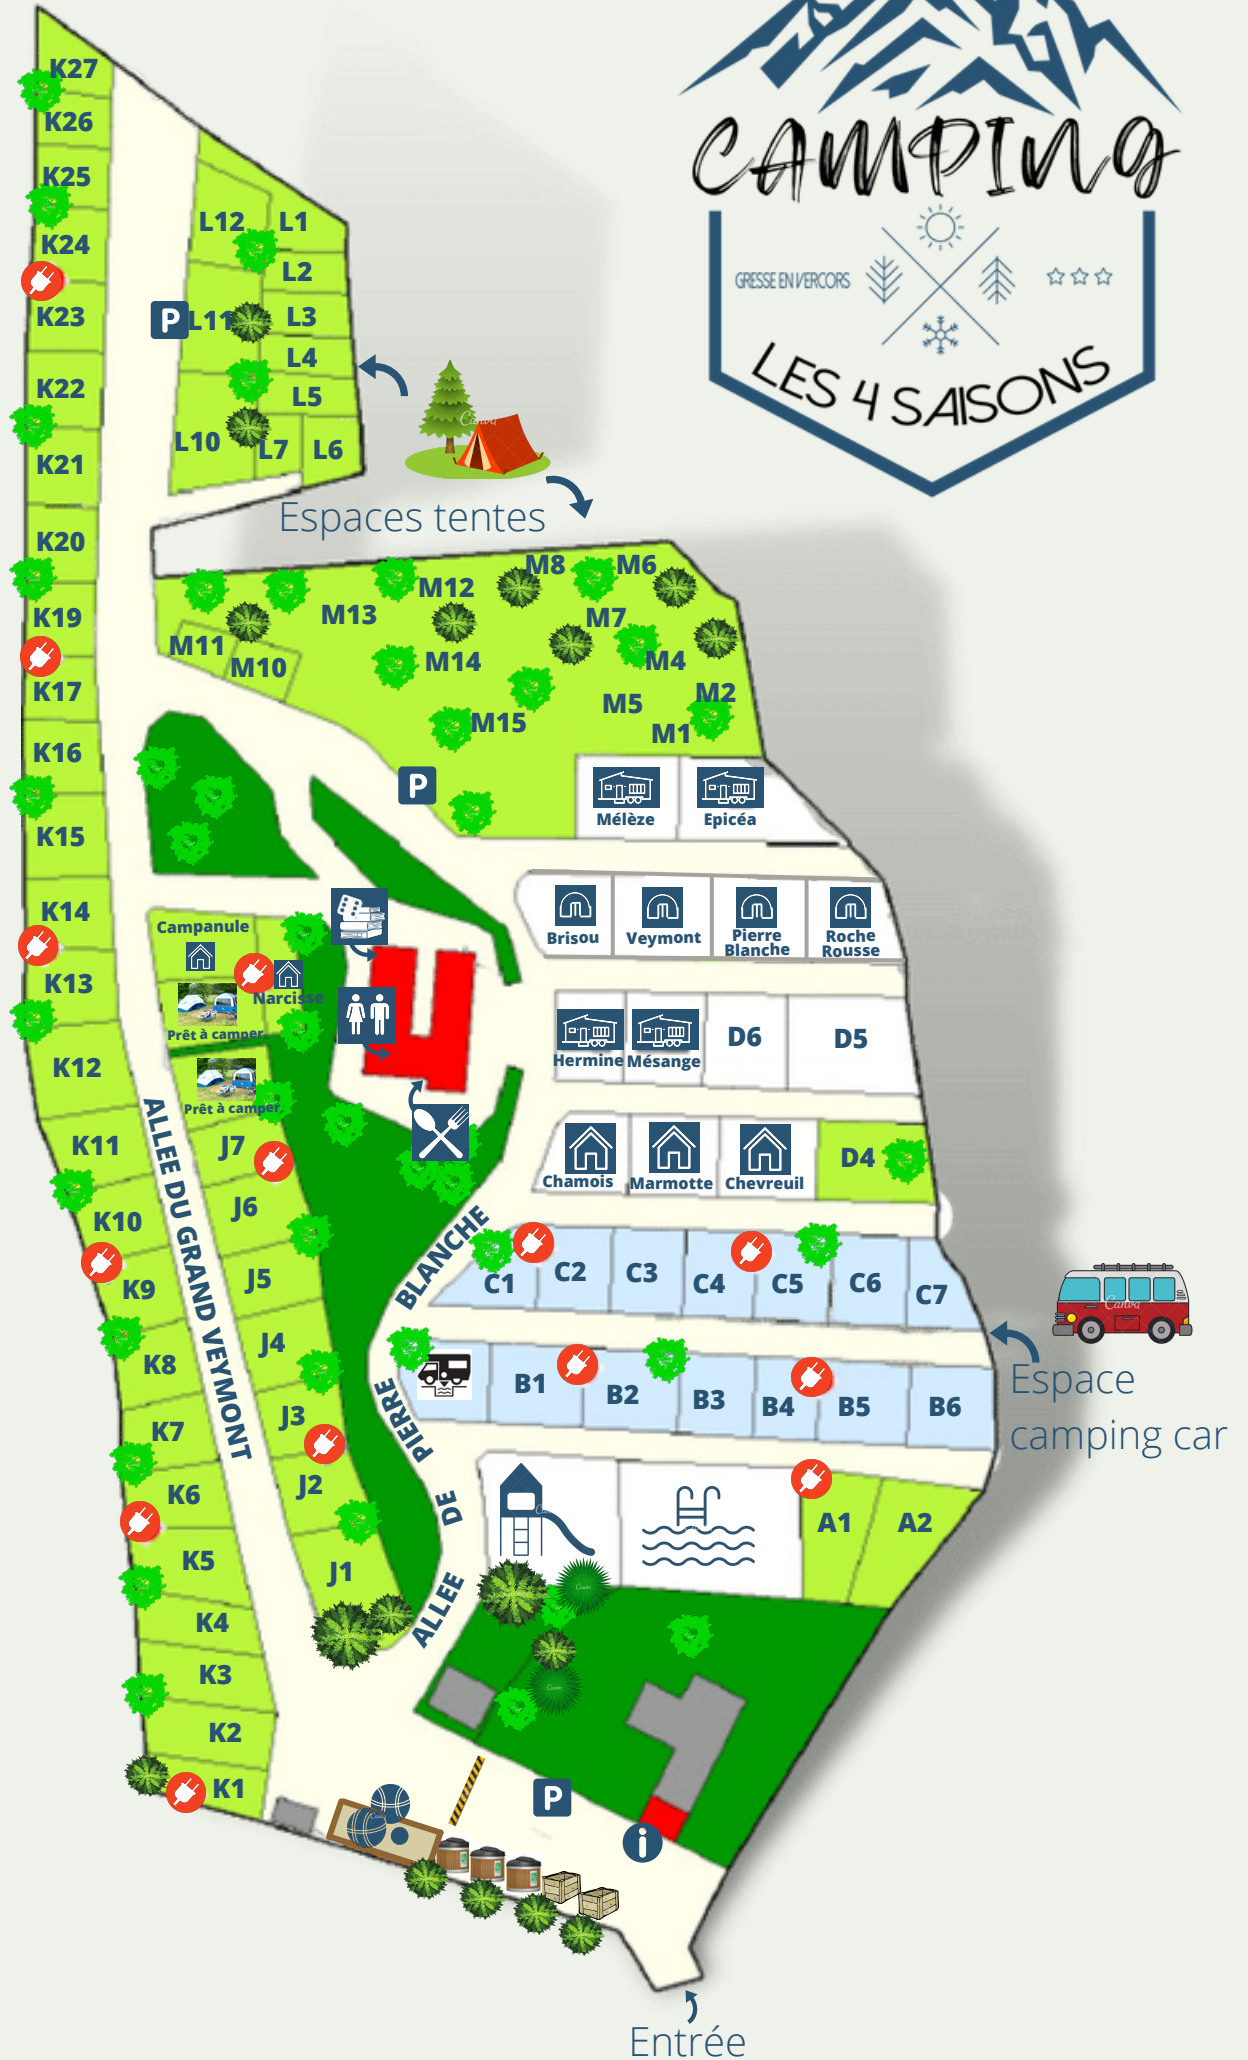 CAMPING
GRESSE EN VERCORS
LES 4 SAISONS
K27
K26
K25
K24
K23
K22
K21
K20
K19
K17
K16
K15
K14
K13
K12
K11
K10
K9
K8
K7
K6
K5
K4
K3
K2
K1
L12
L1
L2
P
L11
L3
L4
L5
L10
L7
L6
Canva
Espaces tentes
M8
M6
M12
M13
M7
M11
M10
M14
M4
M5
M2
M15
M1
P
Mélèze
Epicéa
Brisou
Veymont
Pierre
Blanche
Roche
Rousse
Campanule
Narcisse
Prêt à camper
Prêt à camper
Hermine
Mésange
D6
D5
Chamois
Marmotte
Chevreuil
D4
ALLEE DU GRAND VEYMONT
J7
J6
J5
J4
J3
J2
J1
ALLEE DE PIERRE BLANCHE
C1
C2
C3
C4
C5
C6
C7
Canva
Espace
camping car
B1
B2
B3
B4
B5
B6
A1
A2
Canva
Canva
Canva
P
i
Entrée